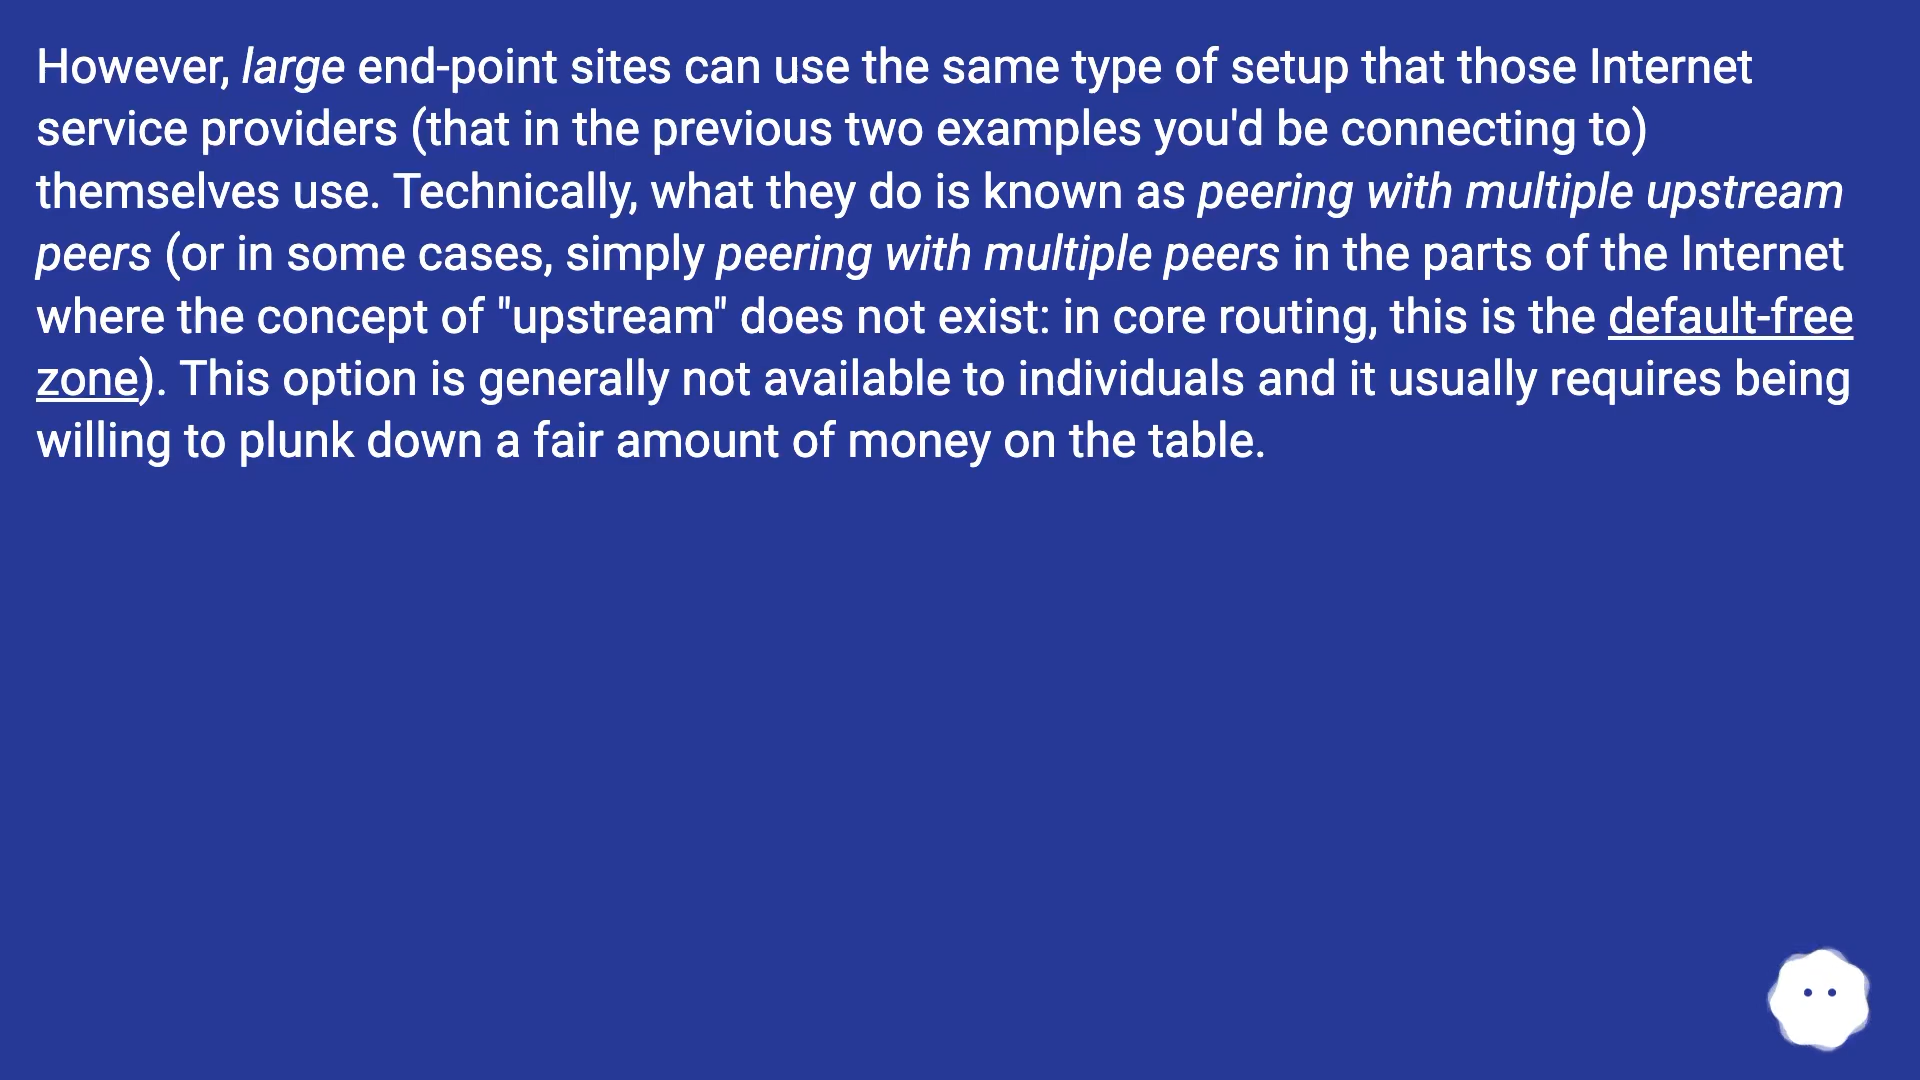 However, large end-point sites can use the same type of setup that those Internet
service providers (that in the previous two examples you'd be connecting to)
themselves use. Technically, what they do is known as peering with multiple upstream
peers (or in some cases, simply peering with multiple peers in the parts of the Internet
where the concept of "upstream" does not exist: in core routing, this is the default-free
zone). This option is generally not available to individuals and it usually requires being
willing to plunk down a fair amount of money on the table.